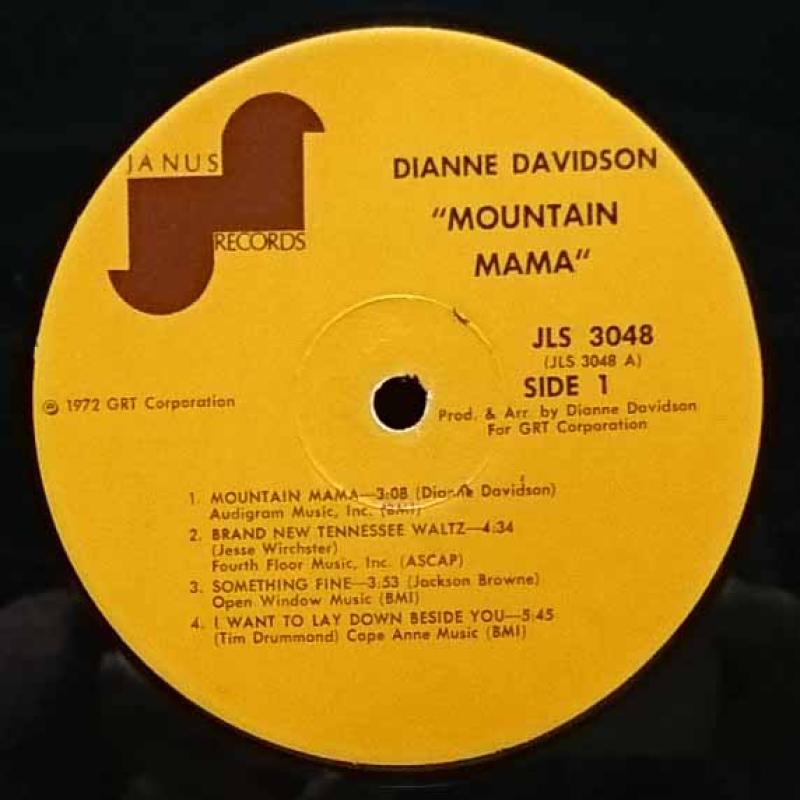 JANUS
RECORDS
DIANNE DAVIDSON
"MOUNTAIN
MAMA"
JLS 3048
(JLS 3048 A)
SIDE 1
℗ 1972 GRT Corporation
Prod. & Arr. by Dianne Davidson
For GRT Corporation
1. MOUNTAIN MAMA—3:08 (Dianne Davidson)
Audigram Music, Inc. (BMI)
2. BRAND NEW TENNESSEE WALTZ—4:34
(Jesse Wirchster)
Fourth Floor Music, Inc. (ASCAP)
3. SOMETHING FINE—3:53 (Jackson Browne)
Open Window Music (BMI)
4. I WANT TO LAY DOWN BESIDE YOU—5:45
(Tim Drummond) Cope Anne Music (BMI)